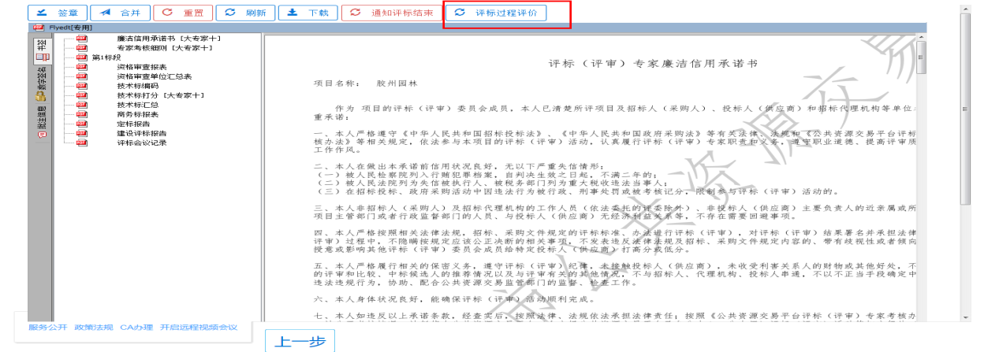 签章 合并 重置 刷新 下载 通知评标结束 评标过程评价
Flyedt[专用]
书签
数字签名
批注信息
廉洁信用承诺书 [大专家十]
专家考核细则 [大专家十]
第1标段
资格审查报表
资格审查单位汇总表
技术标编码
技术标打分 [大专家十]
技术标汇总
商务标报表
定标报告
建设评标报告
评标会议记录
评标(评审)专家廉洁信用承诺书
项目名称: 胶州园林
作为 项目的评标(评审)委员会成员,本人已清楚所评项目及招标人(采购人)、投标人(供应商)和招标代理机构等单位
重承诺:
一、本人严格遵守《中华人民共和国招标投标法》、《中华人民共和国政府采购法》等有关法律、法规和《公共资源交易平台评标
核办法》等相关规定,依法参与本项目的评标(评审)活动,认真履行评标(评审)专家职责和义务,遵守职业道德、提高评审质
工作作风。
二、本人在做出本承诺前信用状况良好,无以下严重失信情形:
(一)被人民检察院列入行贿犯罪档案,自判决生效之日起,不满二年的;
(二)被人民法院列为失信被执行人、被税务部门列为重大税收违法当事人;
(三)在招标投标、政府采购活动中因违法行为被行政、刑事处罚或被考核记分,限制参与评标(评审)活动的。
三、本人非招标人(采购人)及招标代理机构的工作人员(依法委托的评委除外)、非投标人(供应商)主要负责人的近亲属或所
项目主管部门或者行政监督部门的人员、与投标人(供应商)无经济利益关系等,不存在需要回避事项。
四、本人严格按照相关法律法规,招标、采购文件规定的评标标准、办法进行评标(评审),对评标(评审)结果署名并承担法律
评审)过程中,不隐瞒按规定应该公正决断的相关事项,不发表违反法律法规及招标、采购文件规定内容的、带有歧视性或者倾向
授意或影响其他评标(评审)委员会成员给特定投标人(供应商)打高分或低分。
五、本人严格履行相关的保密义务,遵守评标(评审)纪律,未接触投标人(供应商),未收受利害关系人的财物或其他好处,不
的评审和比较、中标候选人的推荐情况以及与评审有关的其他情况,不与招标人、代理机构、投标人串通,不以不正当手段确定中
违法违规行为,协助、配合公共资源交易监管部门的监督、检查工作。
六、本人身体状况良好,能确保评标(评审)活动顺利完成。
七、本人如违反以上承诺条款,经查实后,按照法律、法规依法承担法律责任;按照《公共资源交易平台评标(评审)专家考核办
市公共资源交易
服务公开 政策法规 CA办理 开启远程视频会议
上一步